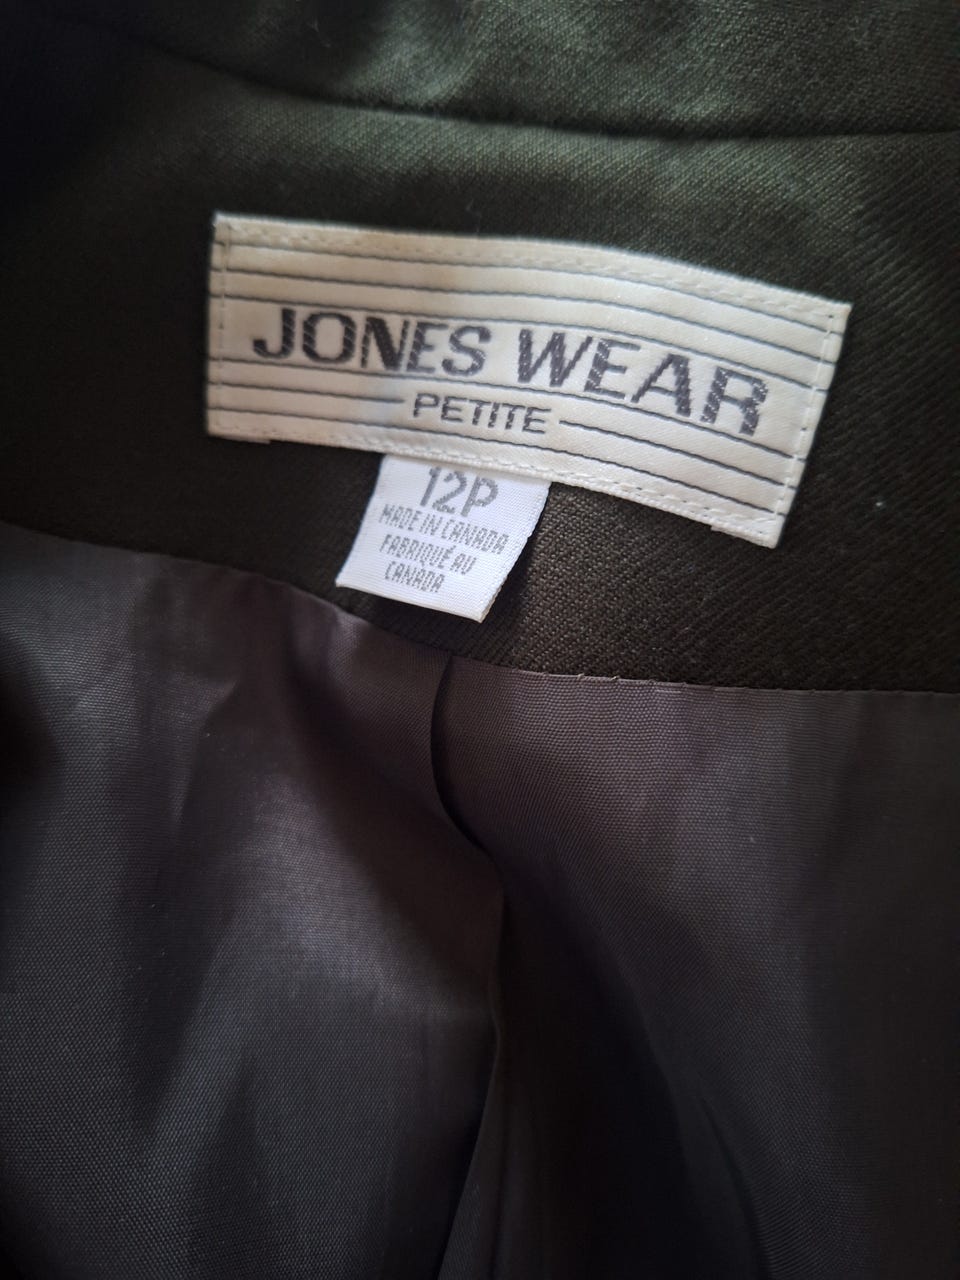 JONES WEAR
PETITE
12P
MADE IN CANADA
FABRIQUÉ AU
CANADA